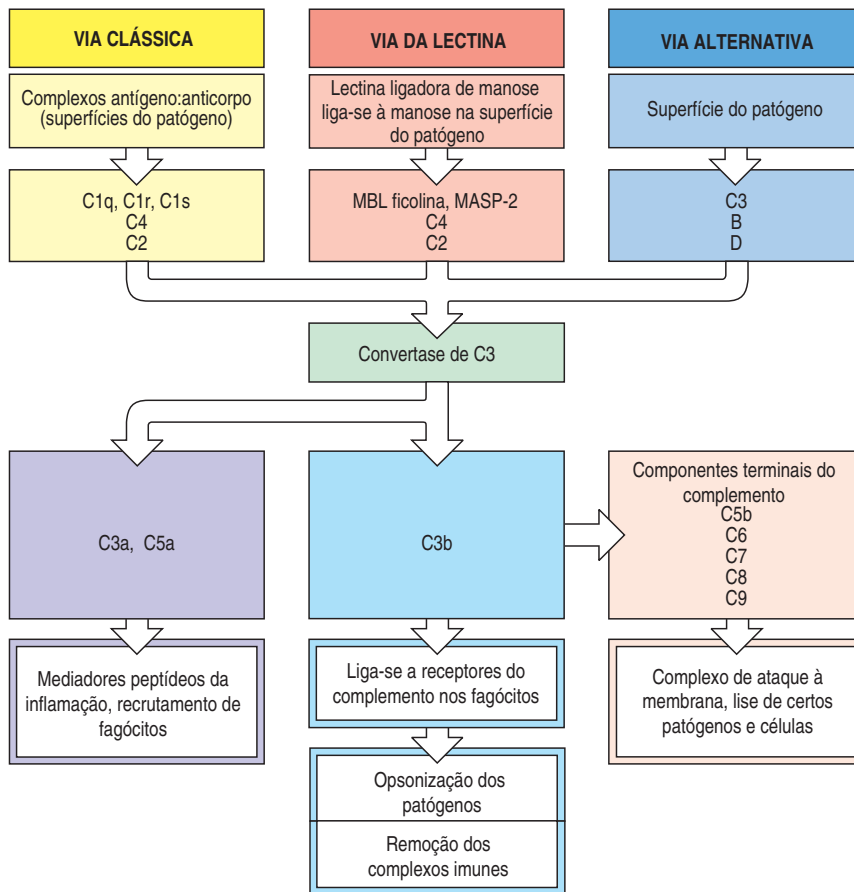 VIA CLÁSSICA
VIA DA LECTINA
VIA ALTERNATIVA
Complexos antígeno:anticorpo
(superfícies do patógeno)
Lectina ligadora de manose
liga-se à manose na superfície
do patógeno
Superfície do patógeno
C1q, C1r, C1s
C4
C2
MBL ficolina, MASP-2
C4
C2
C3
B
D
Convertase de C3
C3a, C5a
C3b
Componentes terminais do
complemento
C5b
C6
C7
C8
C9
Mediadores peptídeos da
inflamação, recrutamento de
fagócitos
Liga-se a receptores do
complemento nos fagócitos
Complexo de ataque à
membrana, lise de certos
patógenos e células
Opsonização dos
patógenos
Remoção dos
complexos imunes